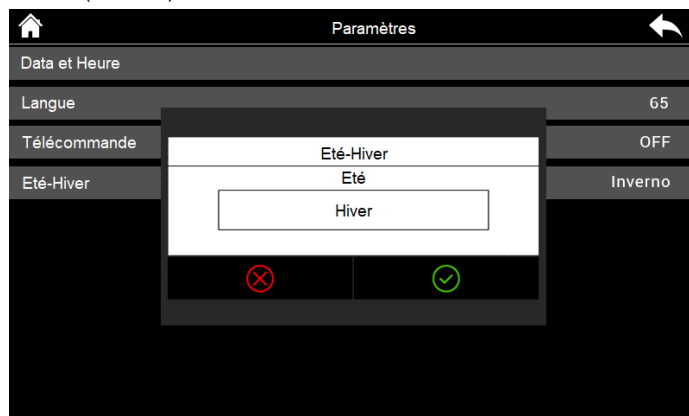 Paramètres
Data et Heure
Langue 65
Télécommande OFF
Eté-Hiver Inverno
Eté-Hiver
Eté
Hiver